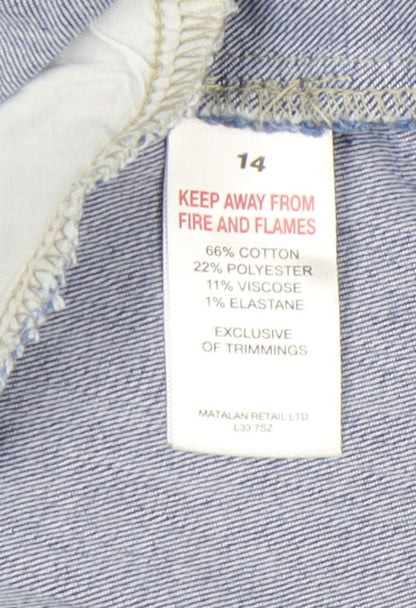 14
KEEP AWAY FROM
FIRE AND FLAMES
66% COTTON
22% POLYESTER
11% VISCOSE
1% ELASTANE
EXCLUSIVE
OF TRIMMINGS
MATALAN RETAIL LTD
L33 7SZ